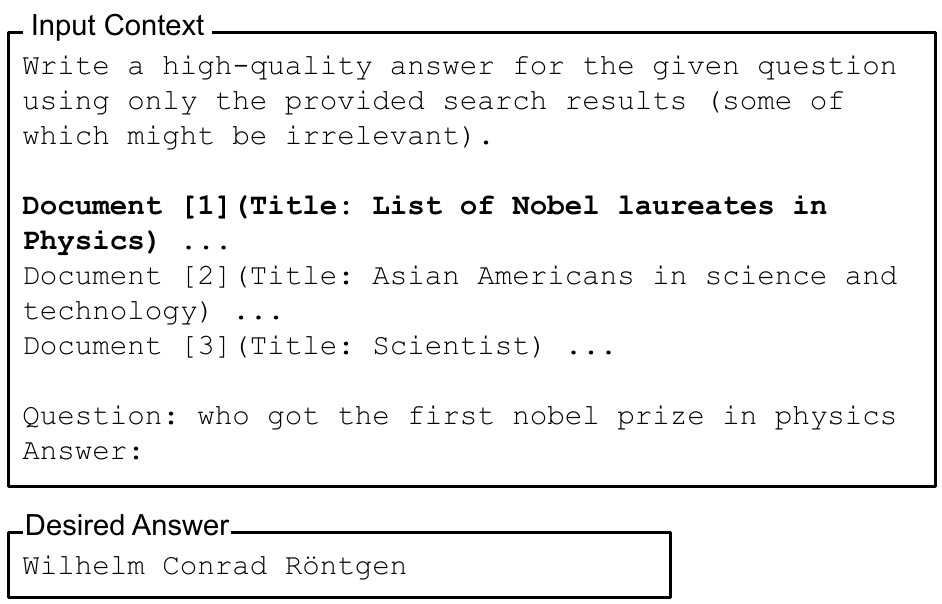 Input Context
Write a high-quality answer for the given question
using only the provided search results (some of
which might be irrelevant).
Document [1](Title: List of Nobel laureates in
Physics) ...
Document [2](Title: Asian Americans in science and
technology) ...
Document [3](Title: Scientist) ...
Question: who got the first nobel prize in physics
Answer:
Desired Answer
Wilhelm Conrad Röntgen